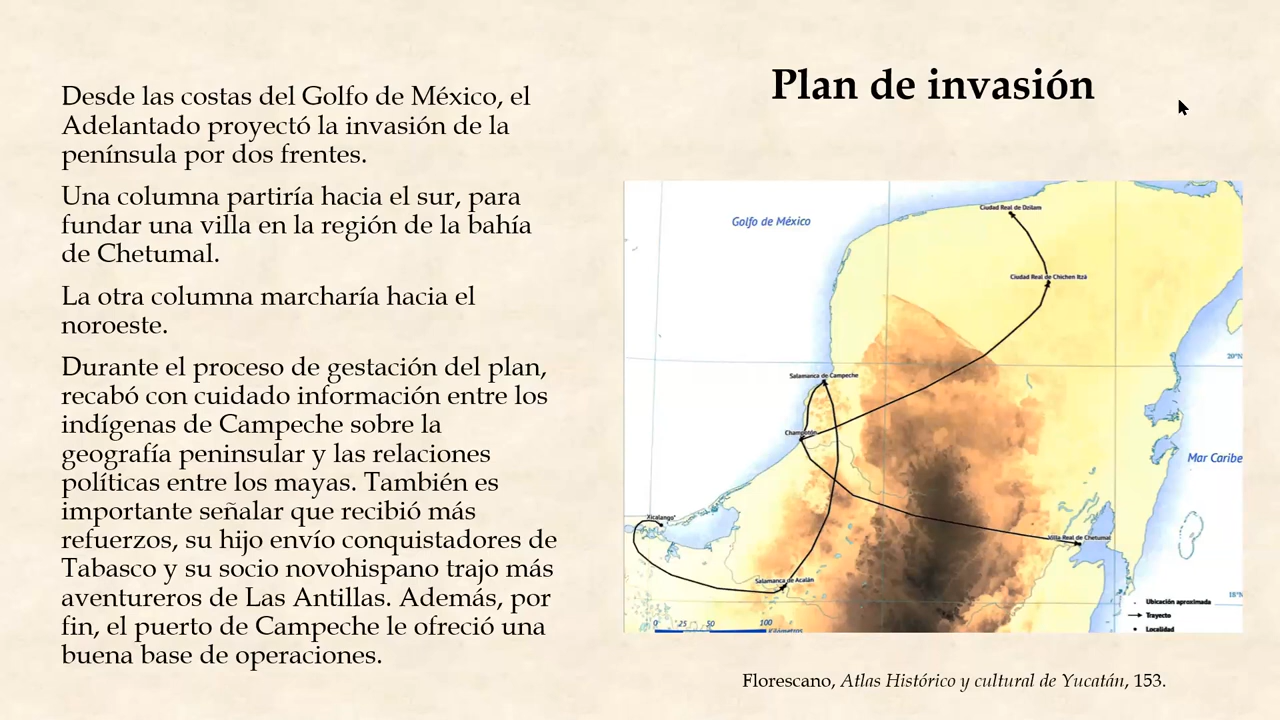 Plan de invasión
Desde las costas del Golfo de México, el
Adelantado proyectó la invasión de la
península por dos frentes.
Una columna partiría hacia el sur, para
fundar una villa en la región de la bahía
de Chetumal.
La otra columna marcharía hacia el
noroeste.
Durante el proceso de gestación del plan,
recabó con cuidado información entre los
indígenas de Campeche sobre la
geografía peninsular y las relaciones
políticas entre los mayas. También es
importante señalar que recibió más
refuerzos, su hijo envío conquistadores de
Tabasco y su socio novohispano trajo más
aventureros de Las Antillas. Además, por
fin, el puerto de Campeche le ofreció una
buena base de operaciones.
Golfo de México
Ciudad Real de Dzilam
Ciudad Real de Chichen Itzá
20°N
Salamanca de Campeche
Champotón
Mar Caribe
Xicalango*
Villa Real de Chetumal
Salamanca de Acalán
18°N
Ubicación aproximada
Trayecto
Localidad
0 25 50 100
Kilómetros
Florescano, Atlas Histórico y cultural de Yucatán, 153.